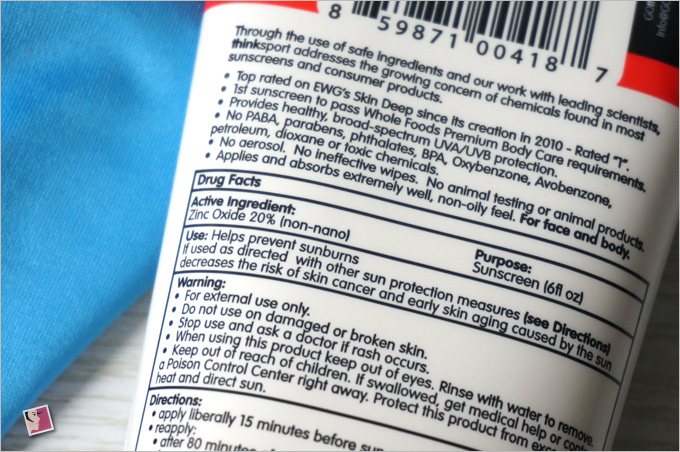 8 59871 00418 7
Through the use of safe ingredients and our work with leading scientists,
thinksport addresses the growing concern of chemicals found in most
sunscreens and consumer products.
• Top rated on EWG's Skin Deep since its creation in 2010 - Rated "1".
• 1st sunscreen to pass Whole Foods Premium Body Care requirements.
• Provides healthy, broad-spectrum UVA/UVB protection.
• No PABA, parabens, phthalates, BPA, Oxybenzone, Avobenzone,
petroleum, dioxane or toxic chemicals.
• No aerosol. No ineffective wipes. No animal testing or animal products.
• Applies and absorbs extremely well, non-oily feel. For face and body.
Drug Facts
Active Ingredient:
Zinc Oxide 20% (non-nano)
Purpose:
Sunscreen (6fl oz)
Use: Helps prevent sunburns
If used as directed with other sun protection measures (see Directions)
decreases the risk of skin cancer and early skin aging caused by the sun
Warning:
• For external use only.
• Do not use on damaged or broken skin.
• Stop use and ask a doctor if rash occurs.
• When using this product keep out of eyes. Rinse with water to remove.
• Keep out of reach of children. If swallowed, get medical help or
a Poison Control Center right away. Protect this product from
heat and direct sun.
Directions:
• apply liberally 15 minutes before
• reapply:
• after 80 minutes